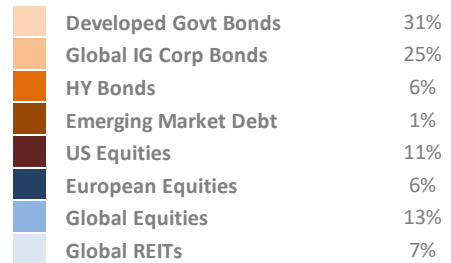 Developed Govt Bonds 31%
Global IG Corp Bonds 25%
HY Bonds 6%
Emerging Market Debt 1%
US Equities 11%
European Equities 6%
Global Equities 13%
Global REITs 7%